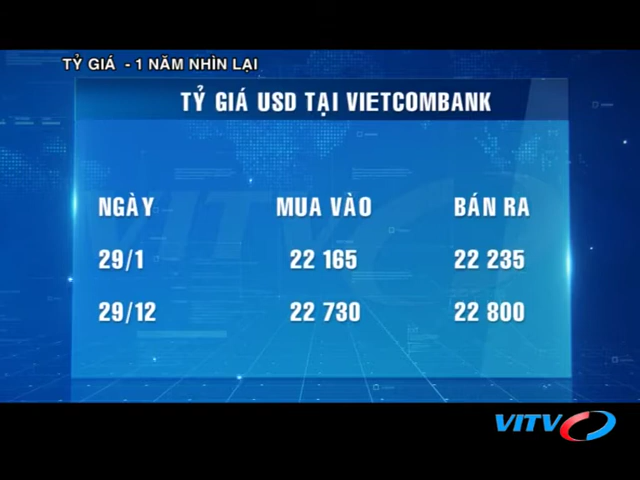 TỶ GIÁ - 1 NĂM NHÌN LẠI
TỶ GIÁ USD TẠI VIETCOMBANK
NGÀY MUA VÀO BÁN RA
29/1 22 165 22 235
29/12 22 730 22 800
VITV